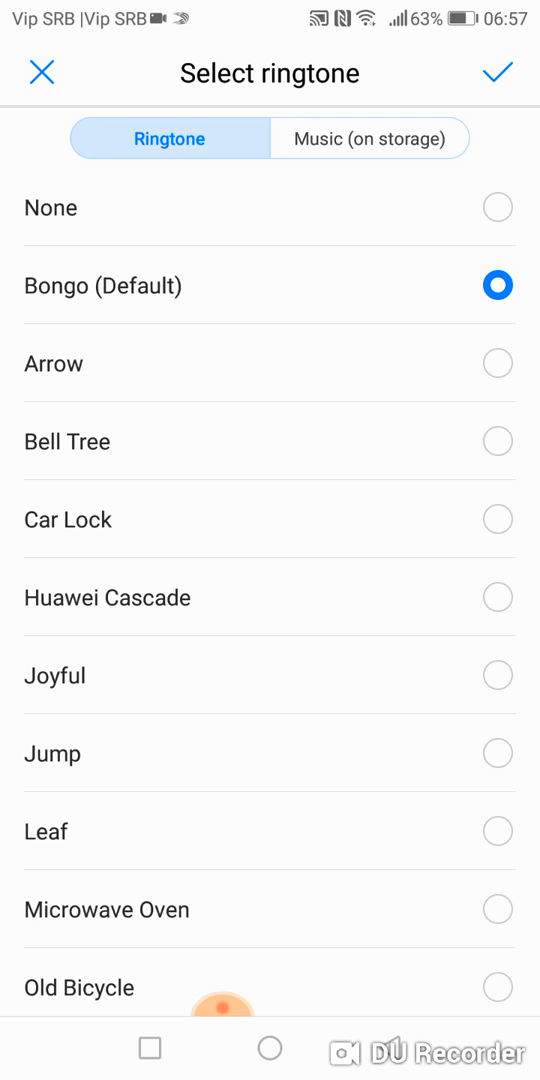 Vip SRB |Vip SRB 63% 06:57
Select ringtone
Ringtone Music (on storage)
None
Bongo (Default)
Arrow
Bell Tree
Car Lock
Huawei Cascade
Joyful
Jump
Leaf
Microwave Oven
Old Bicycle
DU Recorder